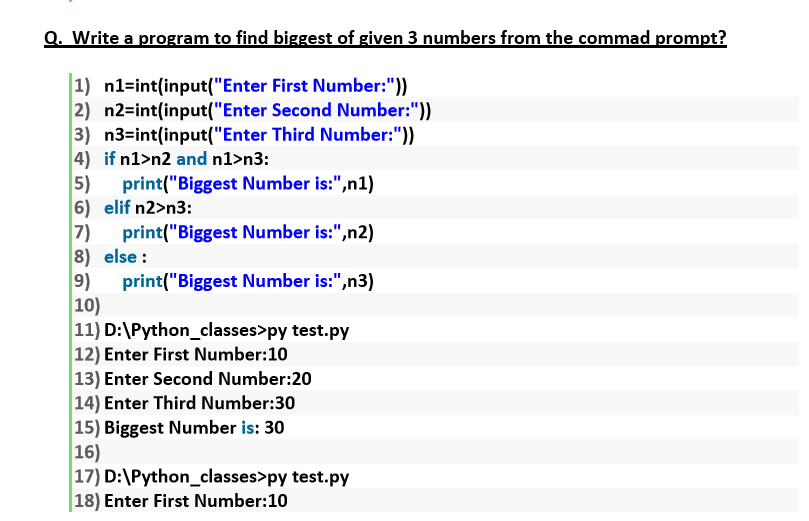 Q. Write a program to find biggest of given 3 numbers from the commad prompt?
1) n1=int(input("Enter First Number:"))
2) n2=int(input("Enter Second Number:"))
3) n3=int(input("Enter Third Number:"))
4) if n1>n2 and n1>n3:
5) print("Biggest Number is:",n1)
6) elif n2>n3:
7) print("Biggest Number is:",n2)
8) else :
9) print("Biggest Number is:",n3)
10)
11) D:\Python_classes>py test.py
12) Enter First Number:10
13) Enter Second Number:20
14) Enter Third Number:30
15) Biggest Number is: 30
16)
17) D:\Python_classes>py test.py
18) Enter First Number:10